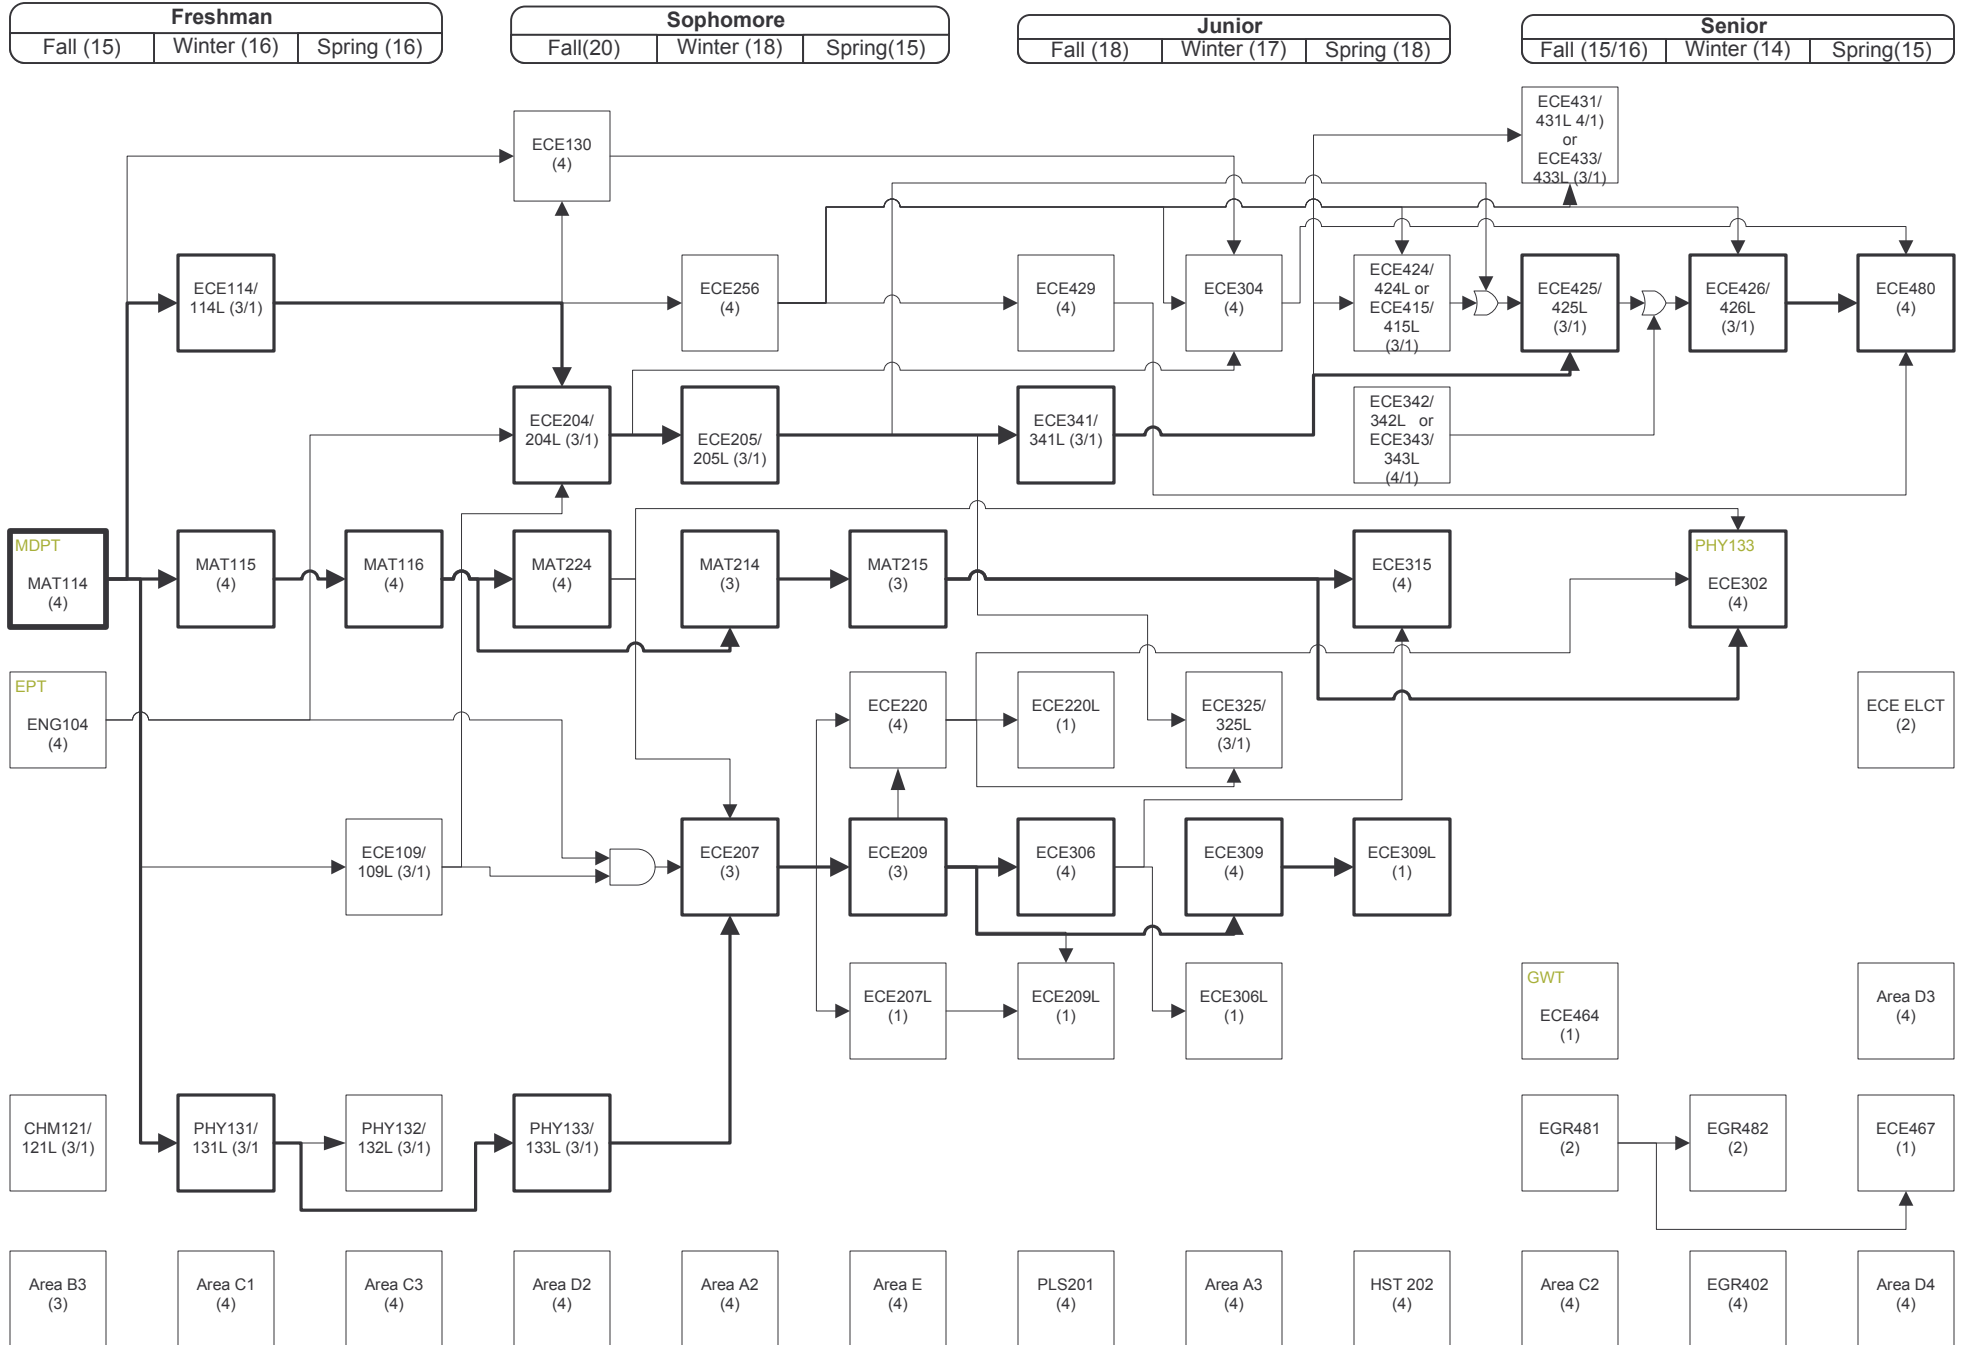 Freshman
Fall (15)
Winter (16)
Spring (16)
Sophomore
Fall(20)
Winter (18)
Spring(15)
Junior
Fall (18)
Winter (17)
Spring (18)
Senior
Fall (15/16)
Winter (14)
Spring(15)
ECE130
(4)
ECE431/
431L 4/1)
or
ECE433/
433L (3/1)
ECE114/
114L (3/1)
ECE256
(4)
ECE429
(4)
ECE304
(4)
ECE424/
424L or
ECE415/
415L
(3/1)
ECE425/
425L
(3/1)
ECE426/
426L
(3/1)
ECE480
(4)
ECE204/
204L (3/1)
ECE205/
205L (3/1)
ECE341/
341L (3/1)
ECE342/
342L or
ECE343/
343L
(4/1)
MDPT
MAT114
(4)
MAT115
(4)
MAT116
(4)
MAT224
(4)
MAT214
(3)
MAT215
(3)
ECE315
(4)
PHY133
ECE302
(4)
EPT
ENG104
(4)
ECE220
(4)
ECE220L
(1)
ECE325/
325L
(3/1)
ECE ELCT
(2)
ECE109/
109L (3/1)
ECE207
(3)
ECE209
(3)
ECE306
(4)
ECE309
(4)
ECE309L
(1)
ECE207L
(1)
ECE209L
(1)
ECE306L
(1)
GWT
ECE464
(1)
Area D3
(4)
CHM121/
121L (3/1)
PHY131/
131L (3/1
PHY132/
132L (3/1)
PHY133/
133L (3/1)
EGR481
(2)
EGR482
(2)
ECE467
(1)
Area B3
(3)
Area C1
(4)
Area C3
(4)
Area D2
(4)
Area A2
(4)
Area E
(4)
PLS201
(4)
Area A3
(4)
HST 202
(4)
Area C2
(4)
EGR402
(4)
Area D4
(4)